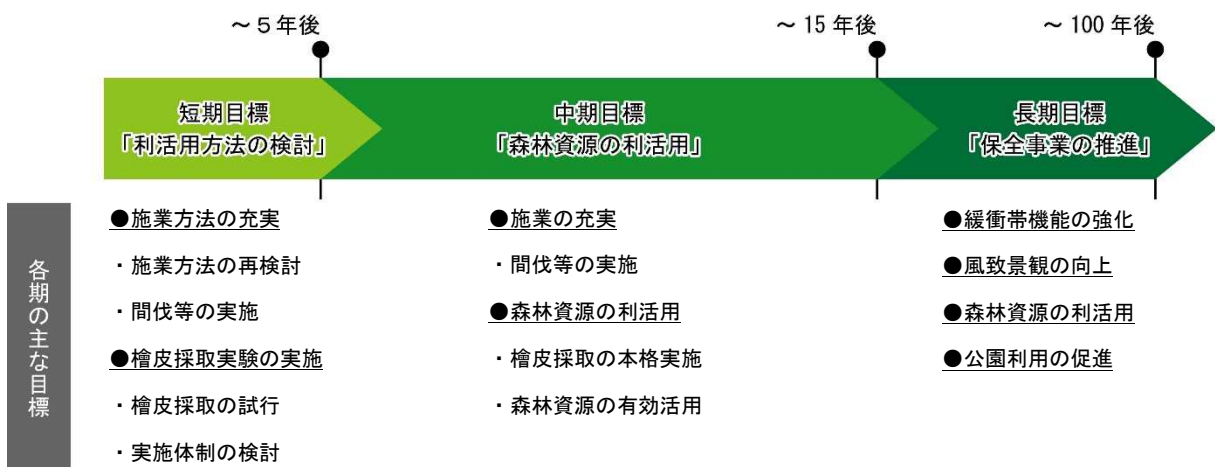 ～５年後
～ 15 年後
～ 100 年後
短期目標
「利活用方法の検討」
中期目標
「森林資源の利活用」
長期目標
「保全事業の推進」
各期の主な目標
●施業方法の充実
・施業方法の再検討
・間伐等の実施
●檜皮採取実験の実施
・檜皮採取の試行
・実施体制の検討
●施業の充実
・間伐等の実施
●森林資源の利活用
・檜皮採取の本格実施
・森林資源の有効活用
●緩衝帯機能の強化
●風致景観の向上
●森林資源の利活用
●公園利用の促進